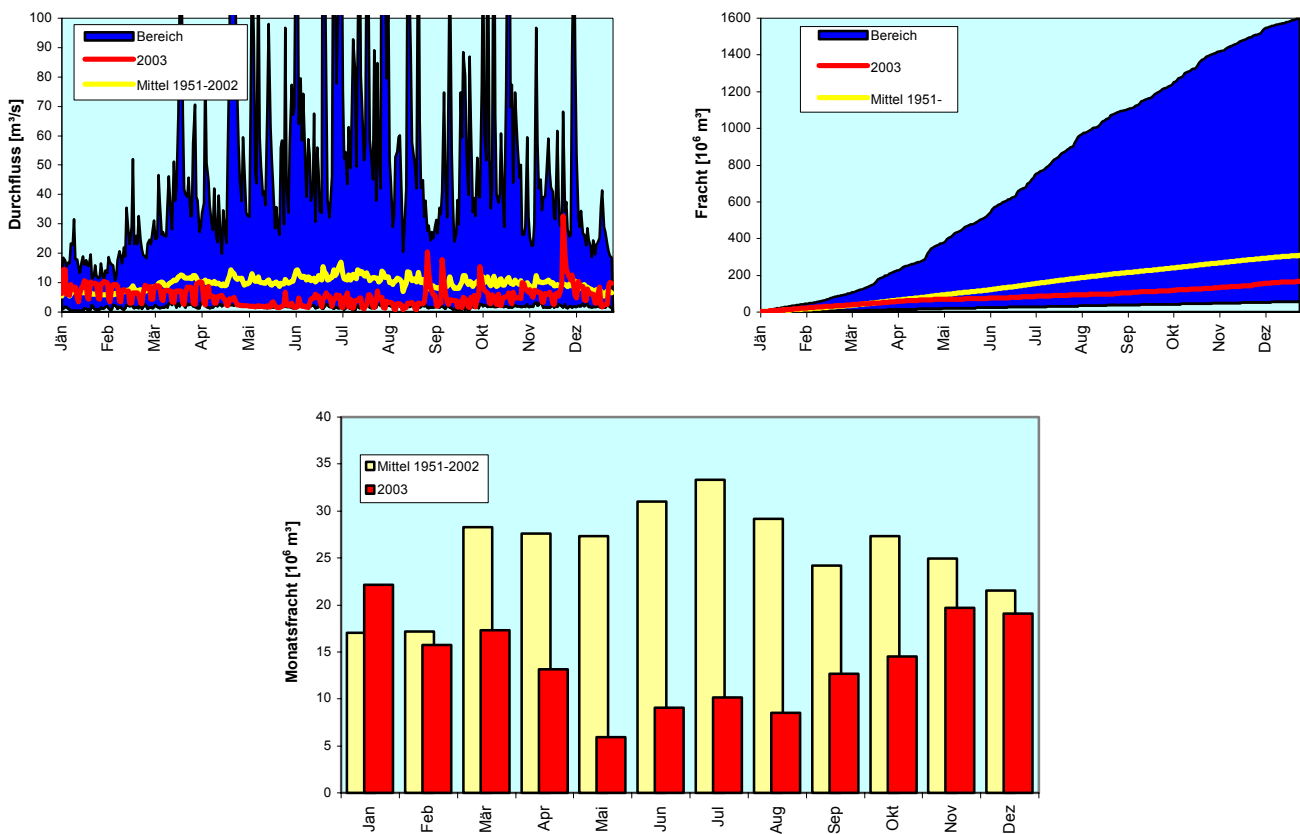 100
90
80
70
60
50
40
30
20
10
0
Durchfluss [m³/s]
Bereich
2003
Mittel 1951-2002
Jän
Feb
Mär
Apr
Mai
Jun
Jul
Aug
Sep
Okt
Nov
Dez
1600
1400
1200
1000
800
600
400
200
0
Fracht [10⁶ m³]
Bereich
2003
Mittel 1951-
Jän
Feb
Mär
Apr
Mai
Jun
Jul
Aug
Sep
Okt
Nov
Dez
40
35
30
25
20
15
10
5
0
Monatsfracht [10⁶ m³]
Mittel 1951-2002
2003
Jan
Feb
Mär
Apr
Mai
Jun
Jul
Aug
Sep
Okt
Nov
Dez